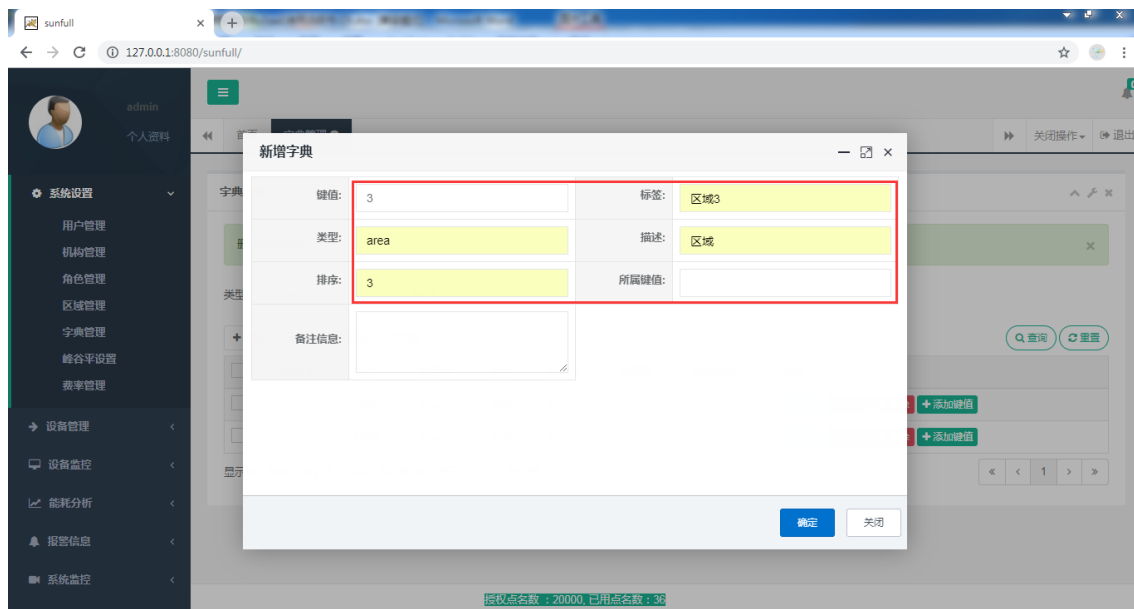 sunfull
127.0.0.1:8080/sunfull/
admin
个人资料
关闭操作
退出
新增字典
系统设置
字典
键值: 3 标签: 区域3
用户管理
类型: area 描述: 区域
机构管理
角色管理
排序: 3 所属键值:
类型
区域管理
字典管理
备注信息:
查询 重置
峰谷平设置
费率管理
添加键值
设备管理
添加键值
设备监控
显示
« < 1 > »
能耗分析
确定 关闭
报警信息
系统监控
授权点名数 : 20000, 已用点名数 : 36